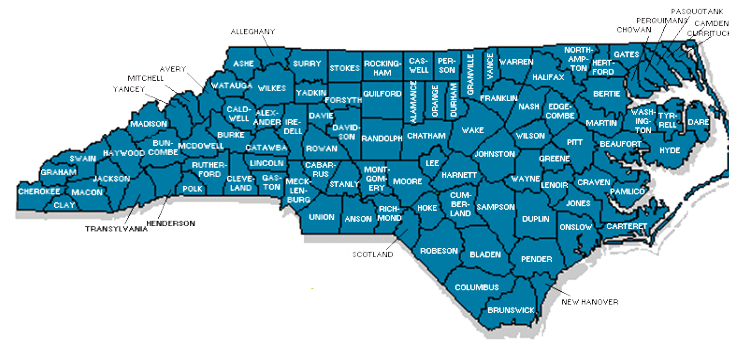 PASQUOTANK
PERQUIMANS
CAMDEN
CHOWAN
CURRITUCK
ALLEGHANY
AVERY
MITCHELL
YANCEY
ASHE
SURRY
STOKES
ROCKING-
HAM
CAS-
WELL
PER-
SON
GRANVILLE
VANCE
WARREN
NORTH-
AMP-
TON
HERT-
FORD
GATES
HALIFAX
WATAUGA
WILKES
YADKIN
FORSYTH
GUILFORD
ALAMANCE
ORANGE
DURHAM
FRANKLIN
NASH
EDGE-
COMBE
BERTIE
MARTIN
WASH-
ING-
TON
TYR-
RELL
DARE
MADISON
CALD-
WELL
ALEX-
ANDER
IRE-
DELL
DAVIE
DAVID-
SON
RANDOLPH
CHATHAM
WAKE
WILSON
PITT
BEAUFORT
HYDE
SWAIN
HAYWOOD
BUN-
COMBE
MCDOWELL
BURKE
CATAWBA
ROWAN
GRAHAM
JACKSON
RUTHER-
FORD
LINCOLN
CABAR-
RUS
LEE
JOHNSTON
GREENE
CHEROKEE
MACON
CLAY
POLK
CLEVE-
LAND
GAS-
TON
MECK-
LEN-
BURG
STANLY
MONT-
GOM-
ERY
MOORE
HARNETT
WAYNE
LENOIR
CRAVEN
PAMLICO
TRANSYLVANIA
HENDERSON
UNION
ANSON
RICH-
MOND
HOKE
CUM-
BER-
LAND
SAMPSON
DUPLIN
JONES
ONSLOW
CARTERET
SCOTLAND
ROBESON
BLADEN
PENDER
COLUMBUS
BRUNSWICK
NEW HANOVER